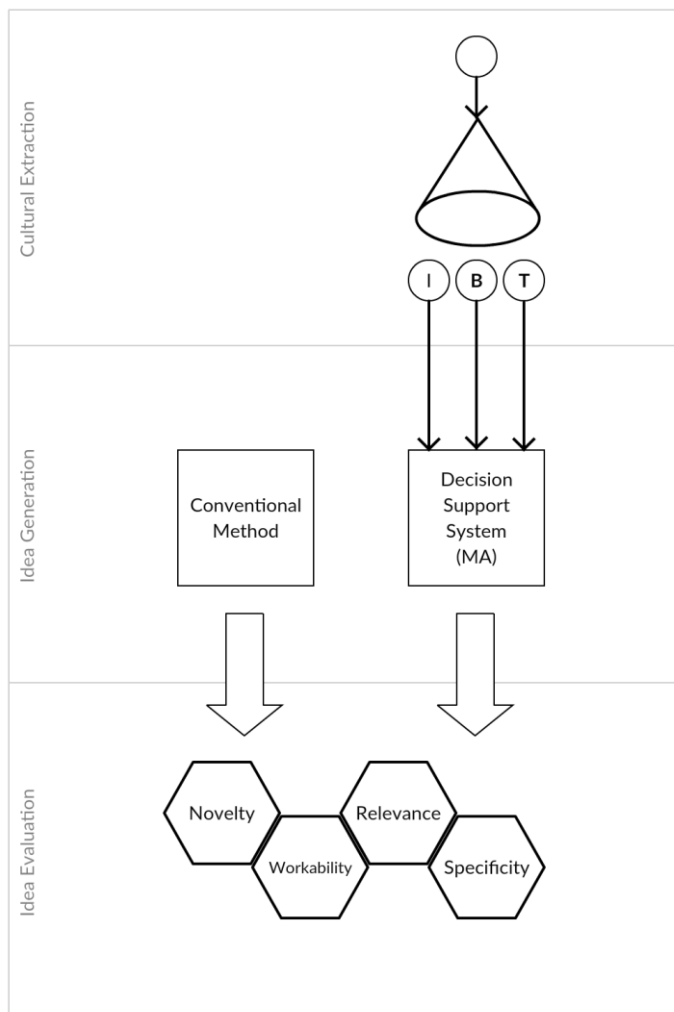 Cultural Extraction
I
B
T
Idea Generation
Conventional
Method
Decision
Support
System
(MA)
Idea Evaluation
Novelty
Workability
Relevance
Specificity